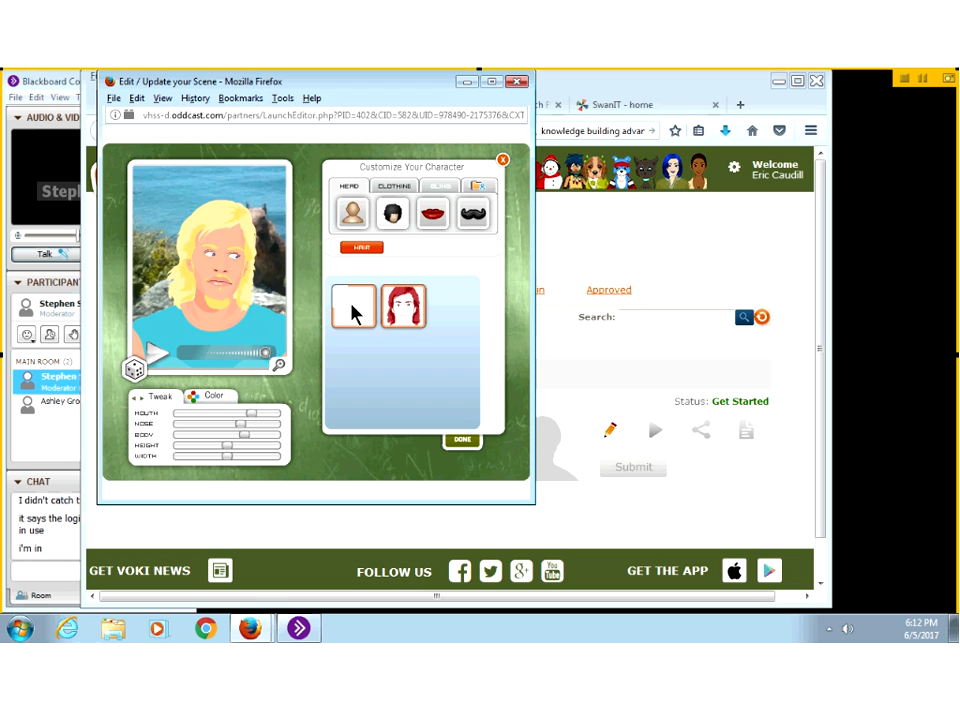 Blackboard Co
File Edit View T
AUDIO & VID
Steph
Talk
PARTICIPAN
Stephen S
Moderator
MAIN ROOM (2)
Stephen S
Moderator
Ashley Gro
CHAT
I didn't catch t
it says the logi
in use
i'm in
Room
Edit / Update your Scene - Mozilla Firefox
File Edit View History Bookmarks Tools Help
vhss-d.oddcast.com/partners/LaunchEditor.php?PID=402&CID=582&UID=978490-2175376&CXT
Customize Your Character
x
HEAD CLOTHING BLING
HAIR
Tweak Color
MOUTH
NOSE
BODY
HEIGHT
WIDTH
DONE
SwanIT - home
knowledge building advar
Welcome
Eric Caudill
Approved
Search:
Status: Get Started
Submit
GET VOKI NEWS
FOLLOW US
You
Tube
GET THE APP
6:12 PM
6/5/2017